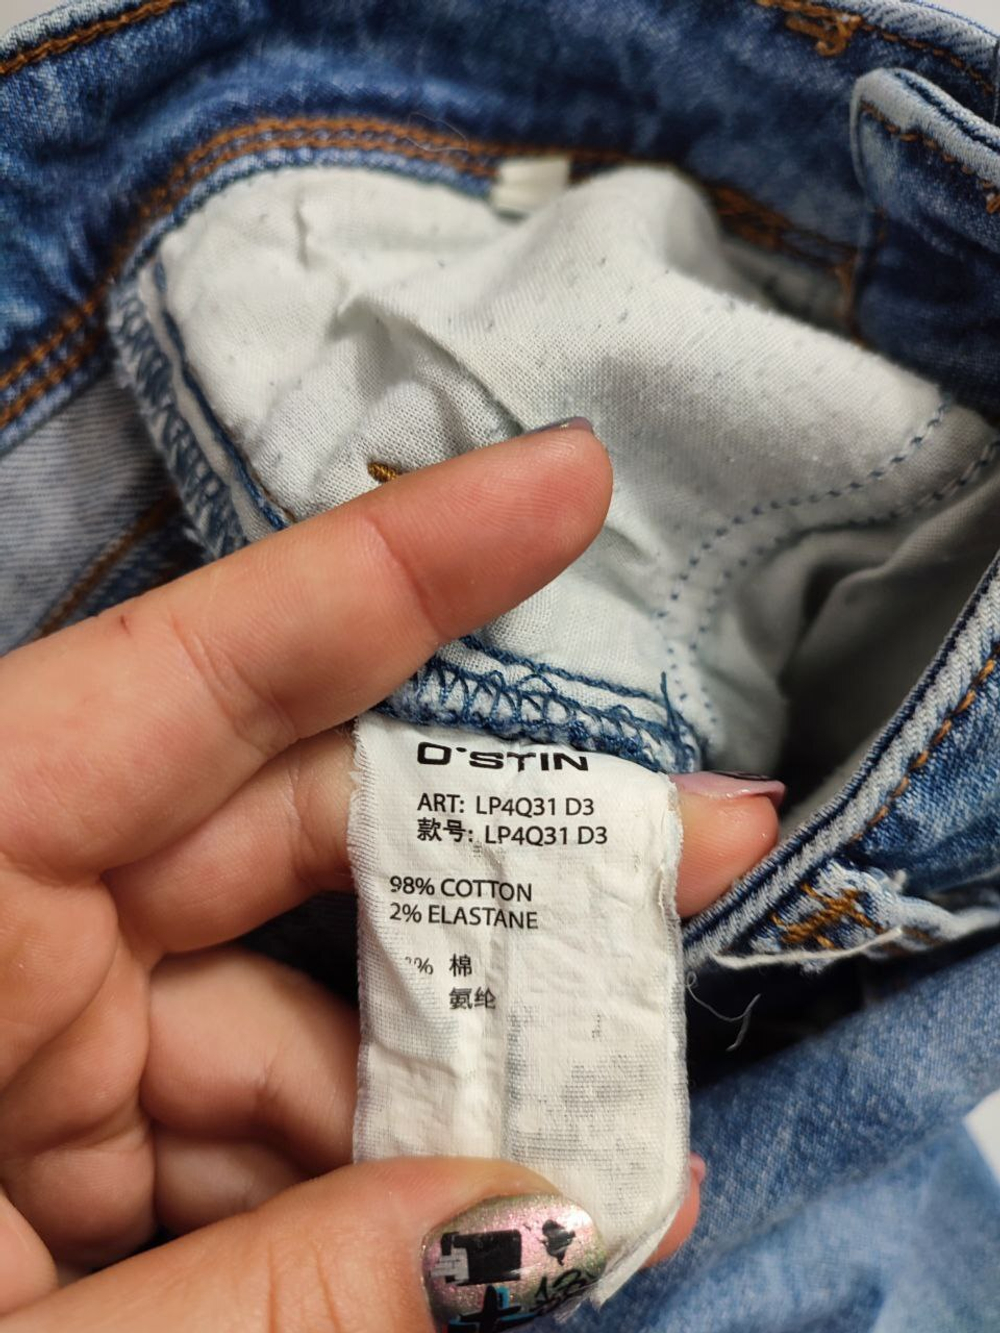 O'STIN
ART: LP4Q31 D3
款号: LP4Q31 D3
98% COTTON
2% ELASTANE
% 棉
氨纶